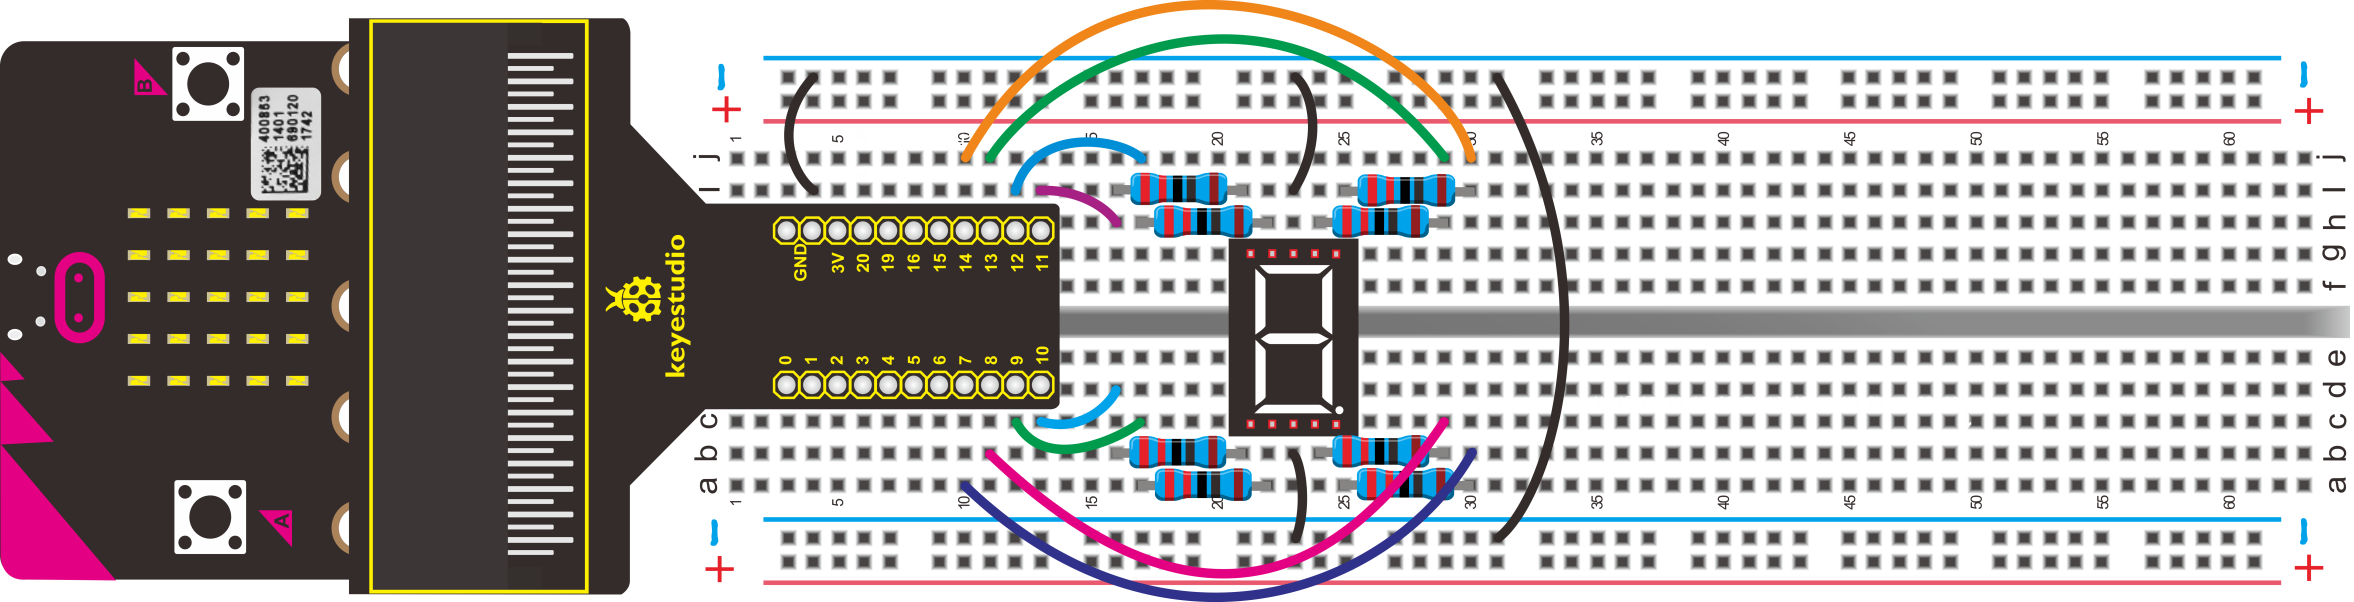 B
400863
1401
690120
1742
A
keyestudio
GND 3V 20 19 16 15 14 13 12 11
0 1 2 3 4 5 6 7 8 9 10
− −
+ +
1 5 10 15 20 25 30 35 40 45 50 55 60
j j
I I
h
g
f
e
d
c c
b b
a a
1 5 10 15 20 25 30 35 40 45 50 55 60
− −
+ +